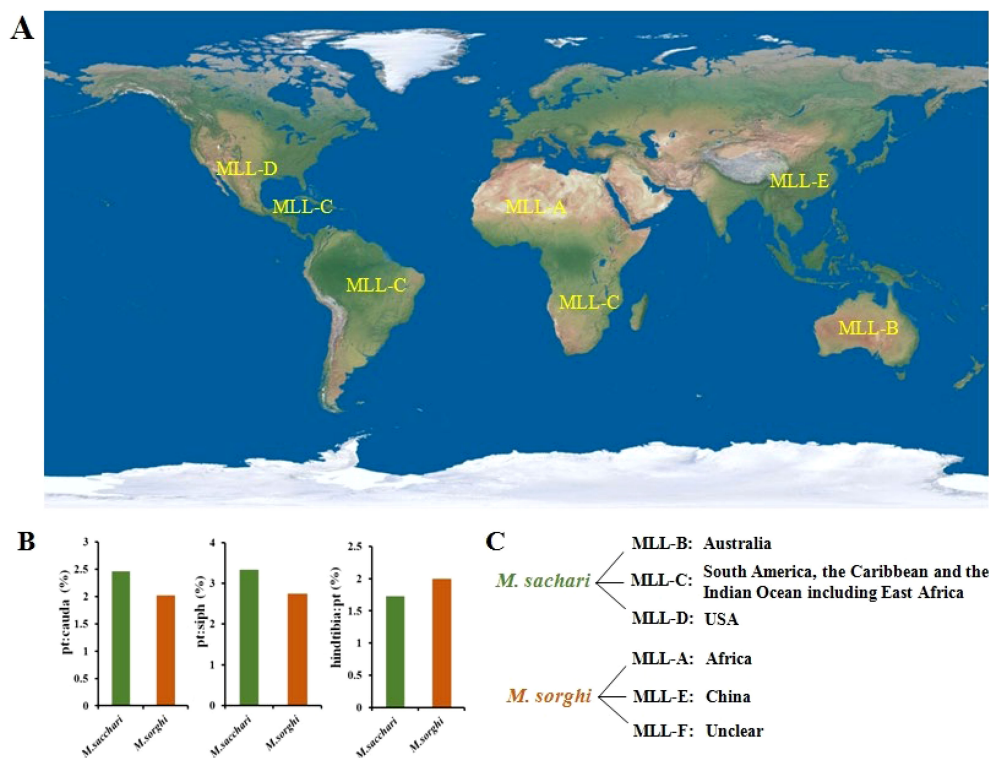 A
MLL-D
MLL-E
MLL-C
MLL-A
MLL-C
MLL-C
MLL-B
B
pt:cauda (%)
3
2.5
2
1.5
1
0.5
0
M.sacchari
M.sorghi
pt:siph (%)
4
3
2
1
0
M.sacchari
M.sorghi
hindtibia:pt (%)
2.5
2
1.5
1
0.5
0
M.sacchari
M.sorghi
C
M. sachari
MLL-B: Australia
MLL-C: South America, the Caribbean and the
Indian Ocean including East Africa
MLL-D: USA
M. sorghi
MLL-A: Africa
MLL-E: China
MLL-F: Unclear